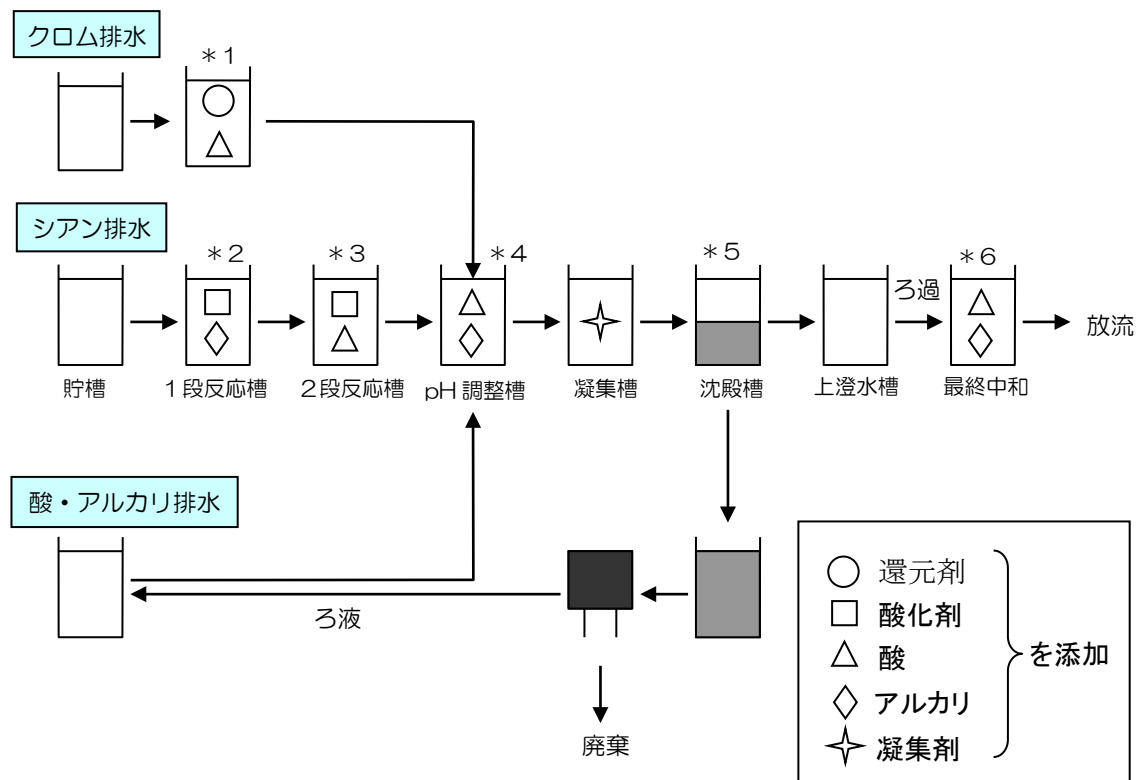 クロム排水
*1
シアン排水
*2
*3
*4
*5
*6
ろ過
放流
貯槽
1段反応槽
2段反応槽
pH調整槽
凝集槽
沈殿槽
上澄水槽
最終中和
酸・アルカリ排水
ろ液
廃棄
還元剤
酸化剤
酸
アルカリ
凝集剤
を添加